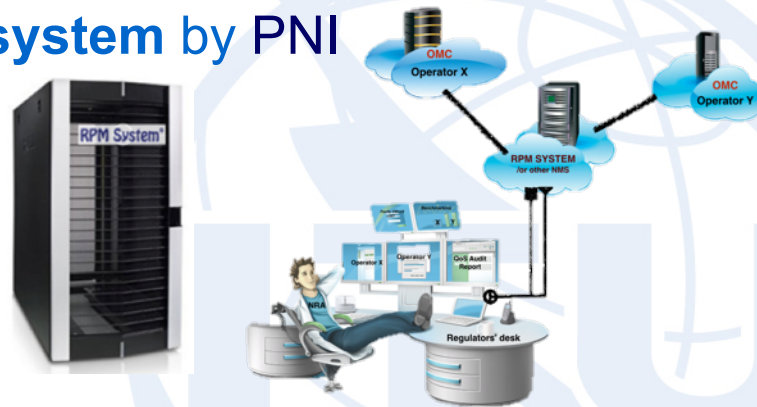 system by PNI
OMC
Operator X
OMC
Operator Y
RPM System®
RPM SYSTEM
/or other NMS
X Y
Operator X
Operator Y
QoS Audit
Report
NRA
Regulators' desk